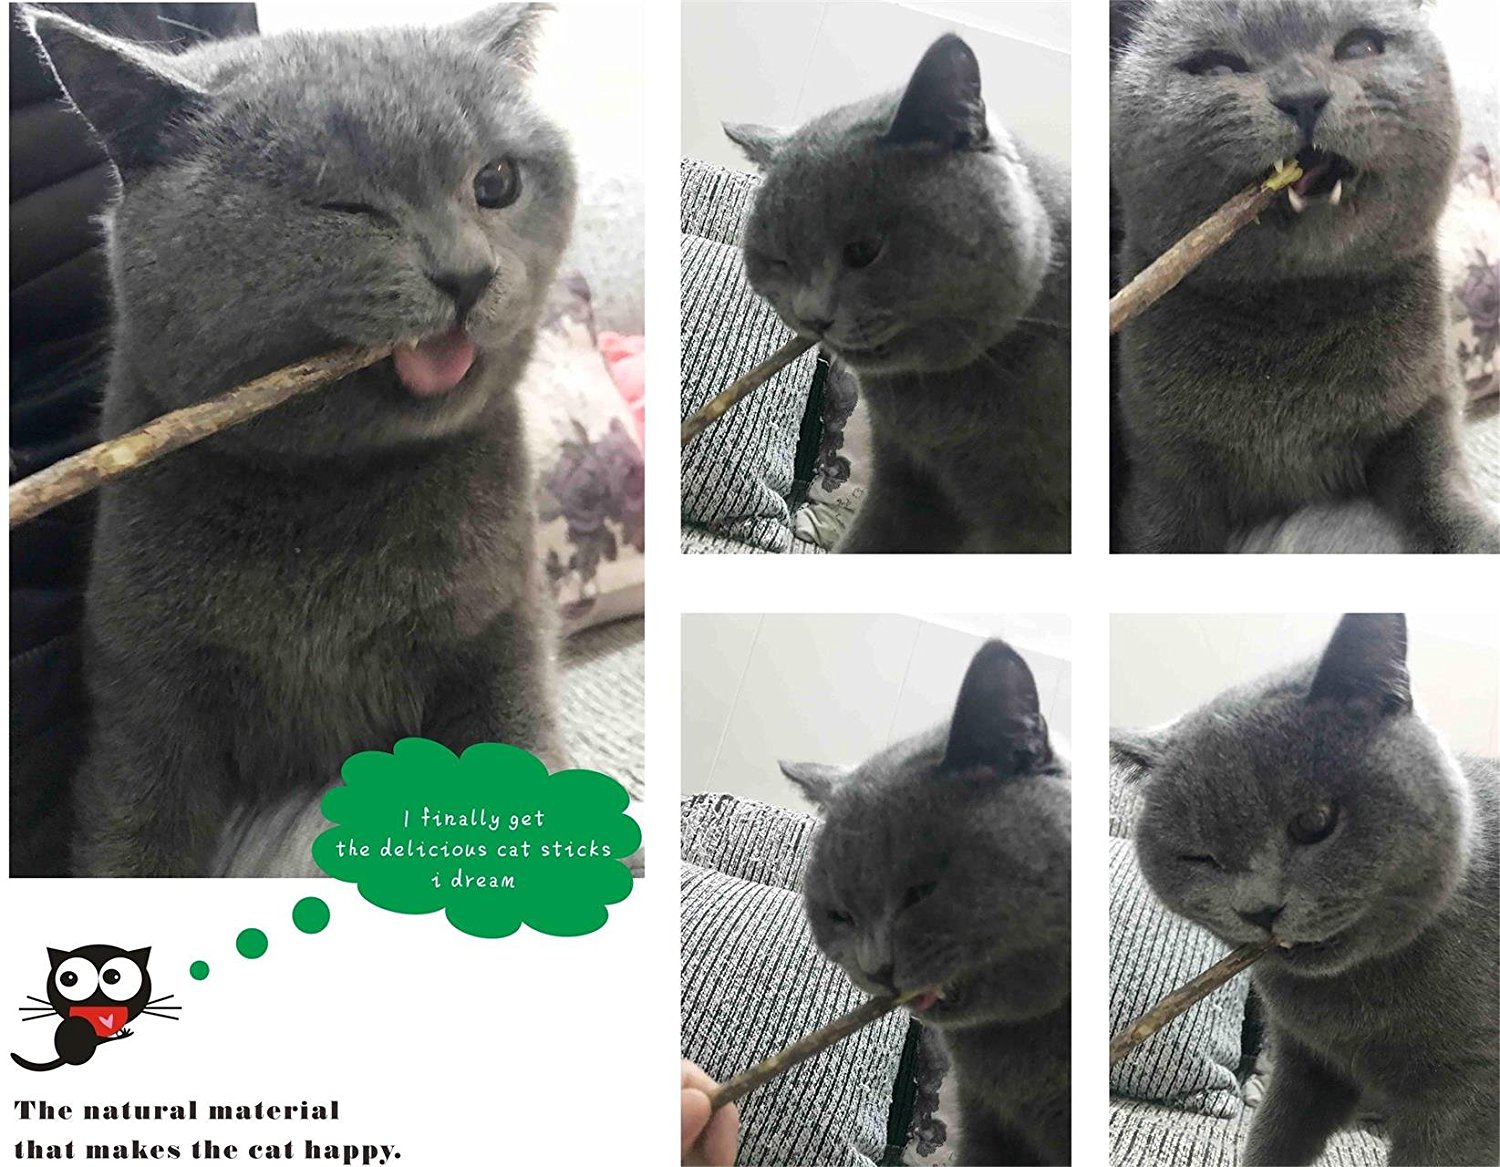 I finally get
the delicious cat sticks
i dream
The natural material
that makes the cat happy.